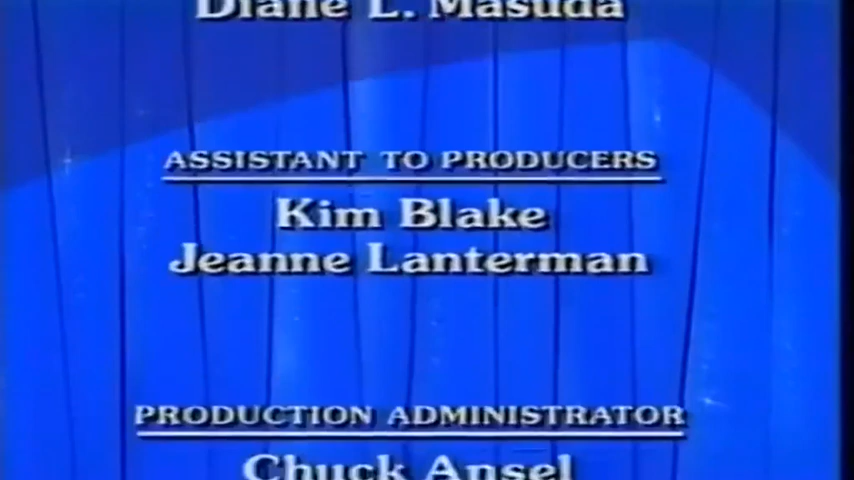 Diane L. Masuda
ASSISTANT TO PRODUCERS
Kim Blake
Jeanne Lanterman
PRODUCTION ADMINISTRATOR
Chuck Ansel